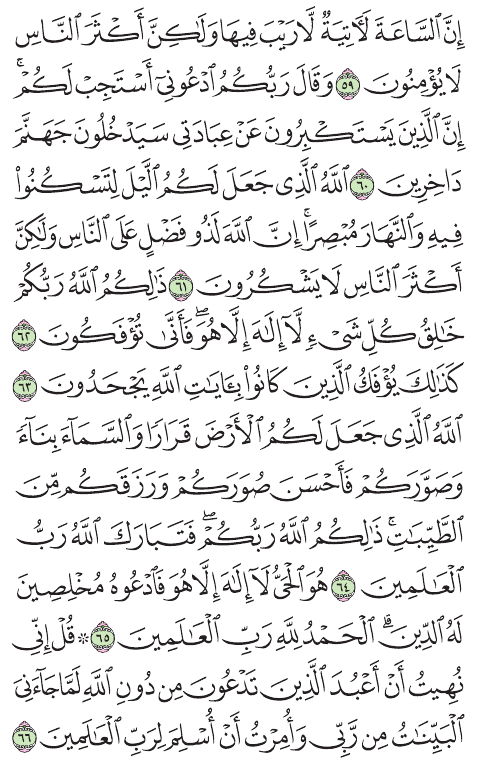 إِنَّ ٱلسَّاعَةَ لَأٓتِيَةٌ لَّا رَيْبَ فِيهَا وَلَٰكِنَّ أَكْثَرَ ٱلنَّاسِ
لَا يُؤْمِنُونَ ٥٩ وَقَالَ رَبُّكُمُ ٱدْعُونِىٓ أَسْتَجِبْ لَكُمْ ۚ
إِنَّ ٱلَّذِينَ يَسْتَكْبِرُونَ عَنْ عِبَادَتِى سَيَدْخُلُونَ جَهَنَّمَ
دَاخِرِينَ ٦٠ ٱللَّهُ ٱلَّذِى جَعَلَ لَكُمُ ٱلَّيْلَ لِتَسْكُنُوا۟
فِيهِ وَٱلنَّهَارَ مُبْصِرًا ۚ إِنَّ ٱللَّهَ لَذُو فَضْلٍ عَلَى ٱلنَّاسِ وَلَٰكِنَّ
أَكْثَرَ ٱلنَّاسِ لَا يَشْكُرُونَ ٦١ ذَٰلِكُمُ ٱللَّهُ رَبُّكُمْ
خَٰلِقُ كُلِّ شَىْءٍ لَّآ إِلَٰهَ إِلَّا هُوَ ۖ فَأَنَّىٰ تُؤْفَكُونَ ٦٢
كَذَٰلِكَ يُؤْفَكُ ٱلَّذِينَ كَانُوا۟ بِـَٔايَٰتِ ٱللَّهِ يَجْحَدُونَ ٦٣
ٱللَّهُ ٱلَّذِى جَعَلَ لَكُمُ ٱلْأَرْضَ قَرَارًا وَٱلسَّمَآءَ بِنَآءً
وَصَوَّرَكُمْ فَأَحْسَنَ صُوَرَكُمْ وَرَزَقَكُم مِّنَ
ٱلطَّيِّبَٰتِ ۚ ذَٰلِكُمُ ٱللَّهُ رَبُّكُمْ ۖ فَتَبَارَكَ ٱللَّهُ رَبُّ
ٱلْعَٰلَمِينَ ٦٤ هُوَ ٱلْحَىُّ لَآ إِلَٰهَ إِلَّا هُوَ فَٱدْعُوهُ مُخْلِصِينَ
لَهُ ٱلدِّينَ ۗ ٱلْحَمْدُ لِلَّهِ رَبِّ ٱلْعَٰلَمِينَ ٦٥ ۞ قُلْ إِنِّى
نُهِيتُ أَنْ أَعْبُدَ ٱلَّذِينَ تَدْعُونَ مِن دُونِ ٱللَّهِ لَمَّا جَآءَنِىَ
ٱلْبَيِّنَٰتُ مِن رَّبِّى وَأُمِرْتُ أَنْ أُسْلِمَ لِرَبِّ ٱلْعَٰلَمِينَ ٦٦